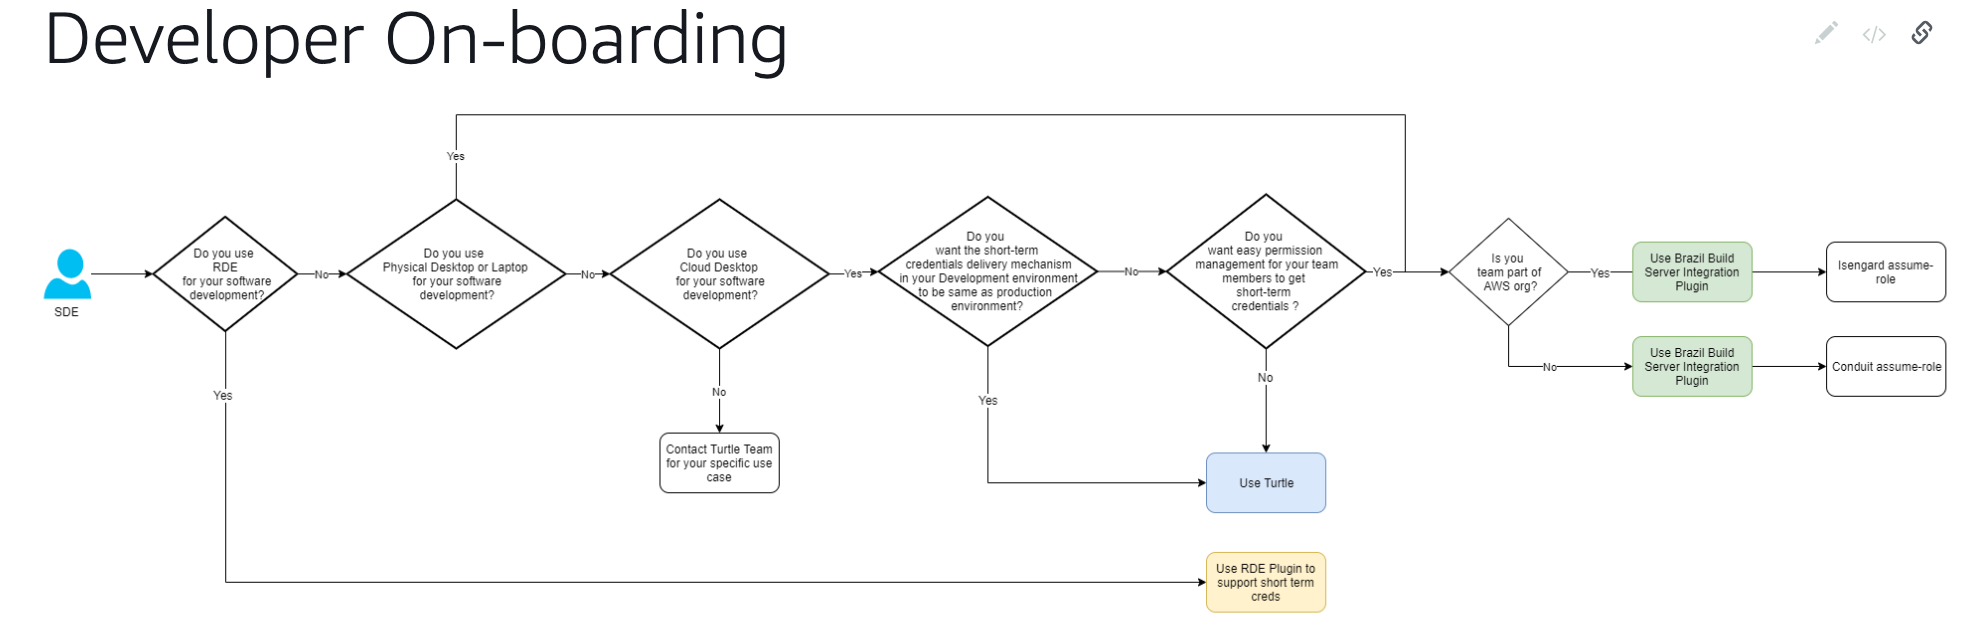 Developer On-boarding
SDE
Do you use
RDE
for your software
development?
No
Yes
Do you use
Physical Desktop or Laptop
for your software
development?
Yes
No
Do you use
Cloud Desktop
for your software
development?
Yes
No
Contact Turtle Team
for your specific use
case
Do you
want the short-term
credentials delivery mechanism
in your Development environment
to be same as production
environment?
No
Yes
Do you
want easy permission
management for your team
members to get
short-term
credentials ?
Yes
No
Use Turtle
Use RDE Plugin to
support short term
creds
Is you
team part of
AWS org?
Yes
Use Brazil Build
Server Integration
Plugin
Isengard assume-
role
No
Use Brazil Build
Server Integration
Plugin
Conduit assume-role